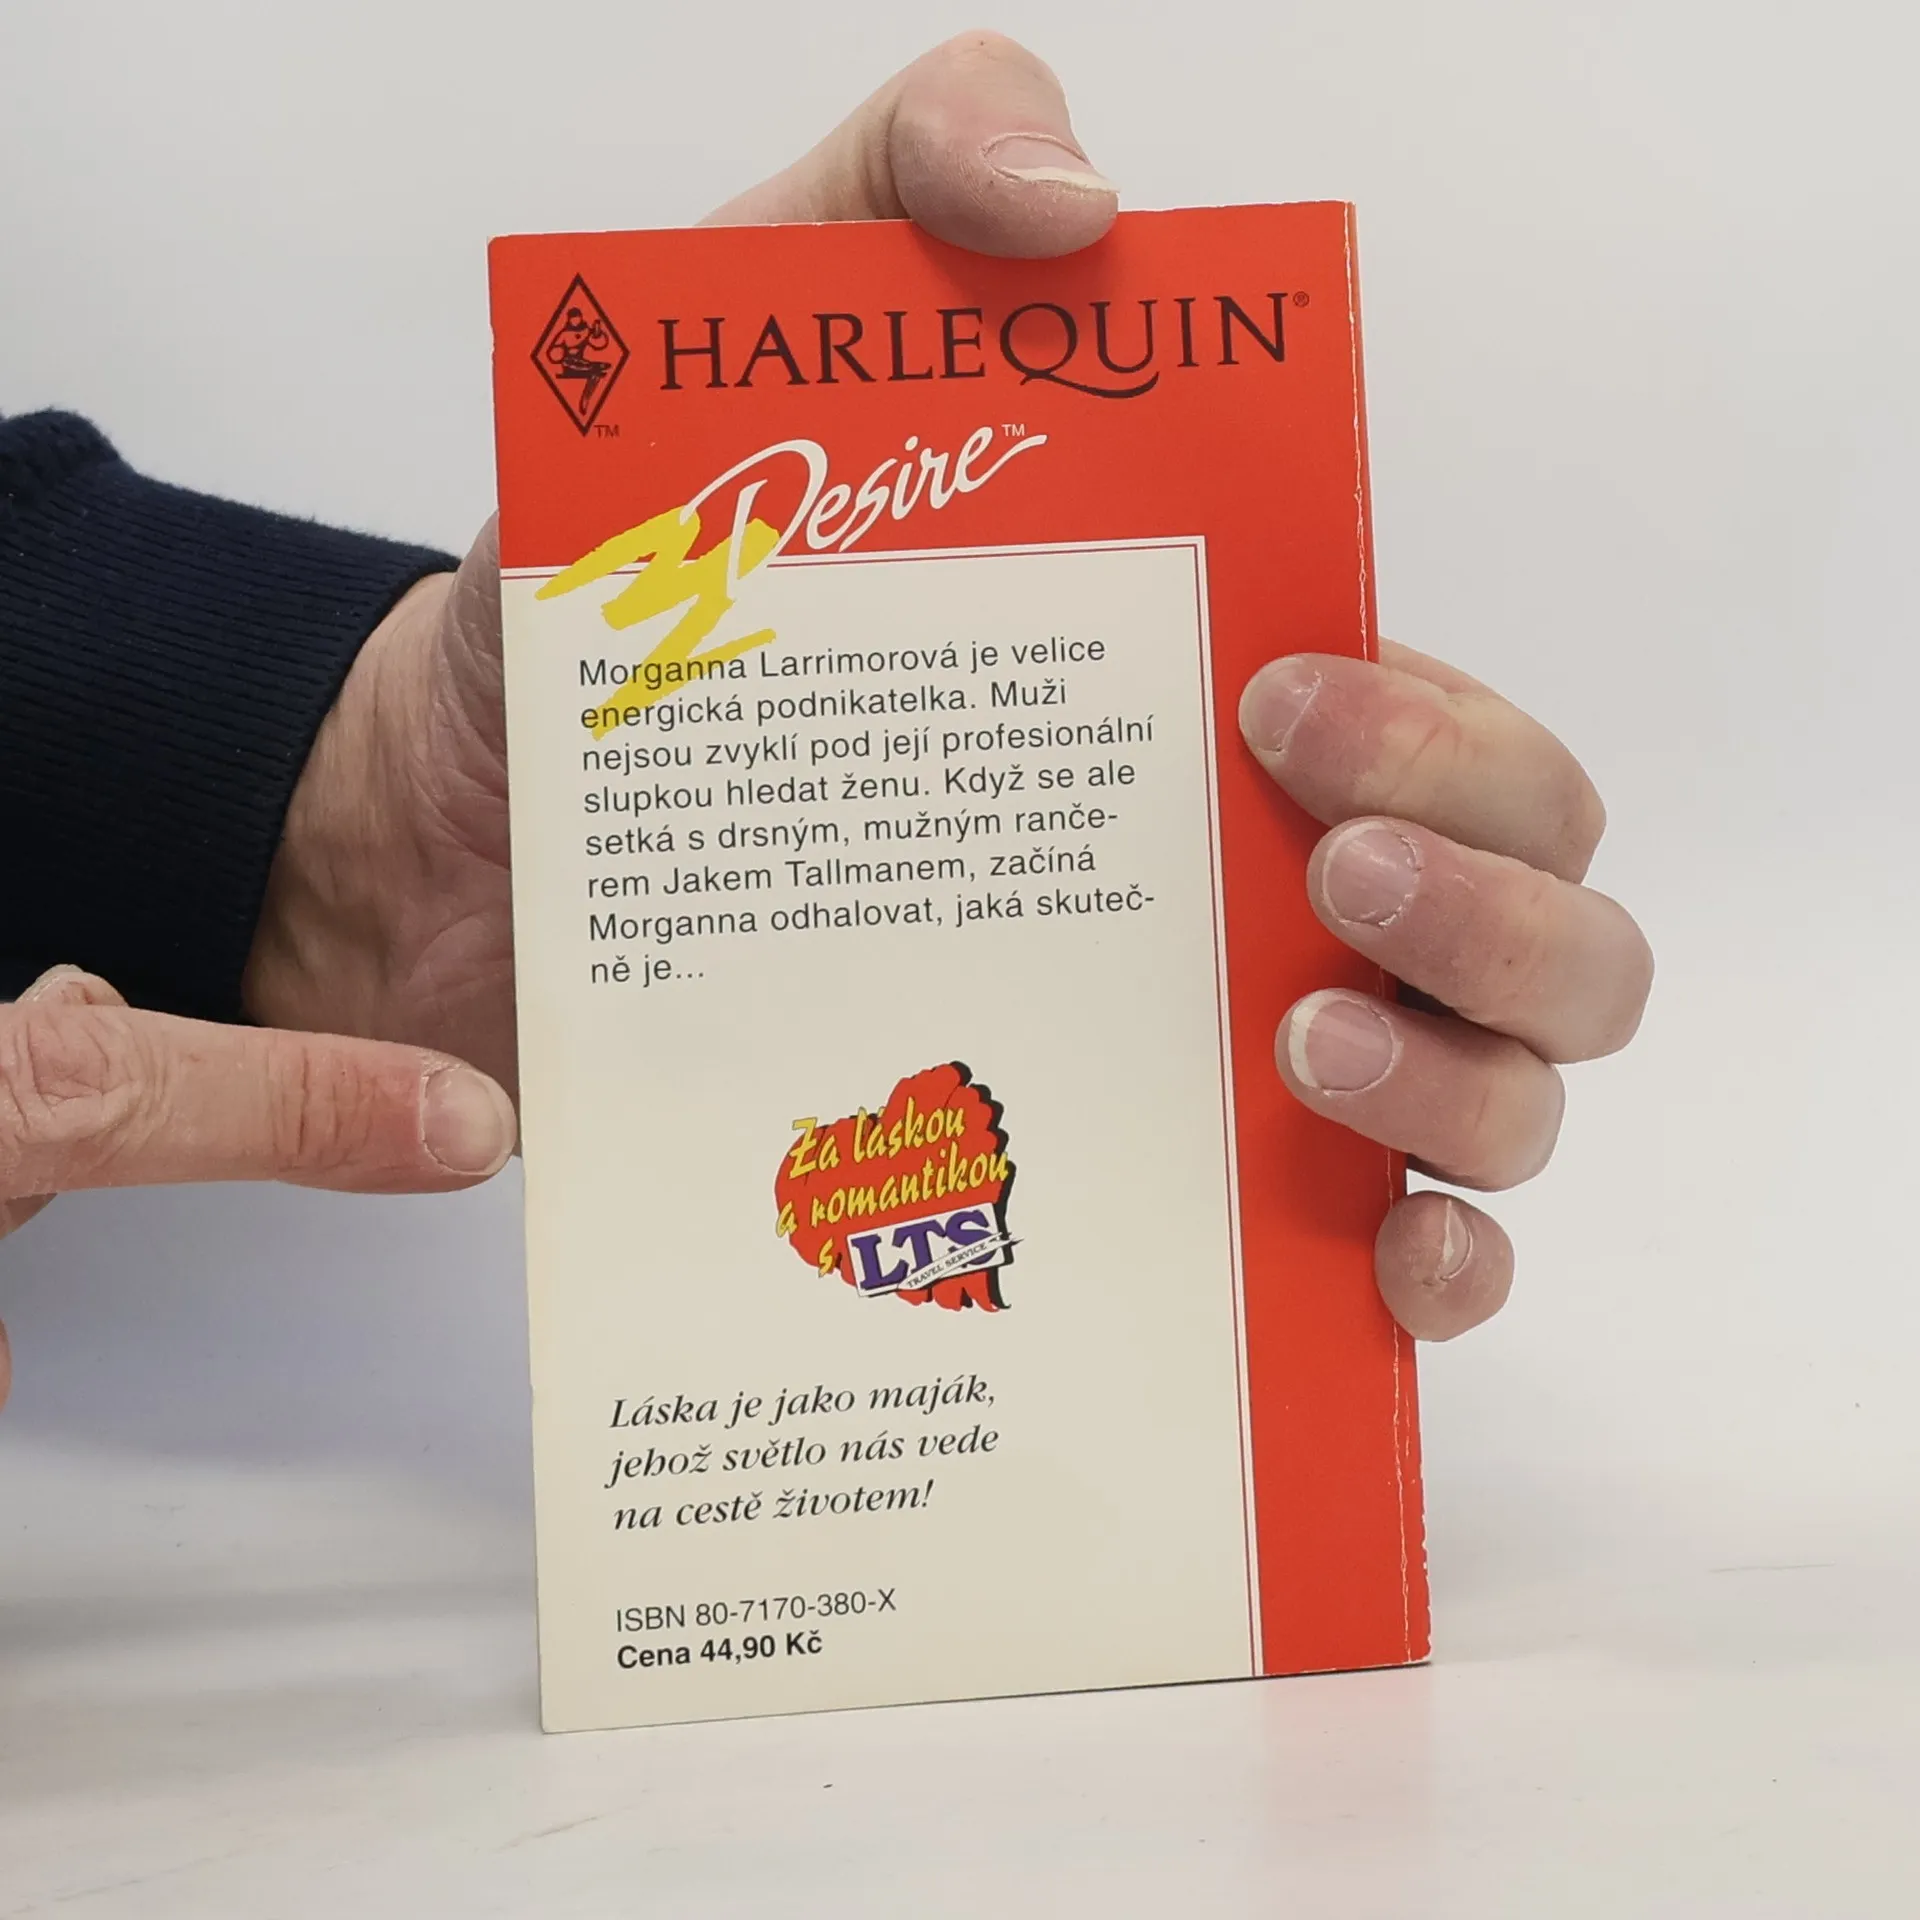 HARLEQUIN®
TM
Desire™
Morganna Larrimorová je velice
energická podnikatelka. Muži
nejsou zvyklí pod její profesionální
slupkou hledat ženu. Když se ale
setká s drsným, mužným ranče-
rem Jakem Tallmanem, začíná
Morganna odhalovat, jaká skuteč-
ně je...
Za láskou
a romantikou
s LTS
TRAVEL SERVICE
Láska je jako maják,
jehož světlo nás vede
na cestě životem!
ISBN 80-7170-380-X
Cena 44,90 Kč